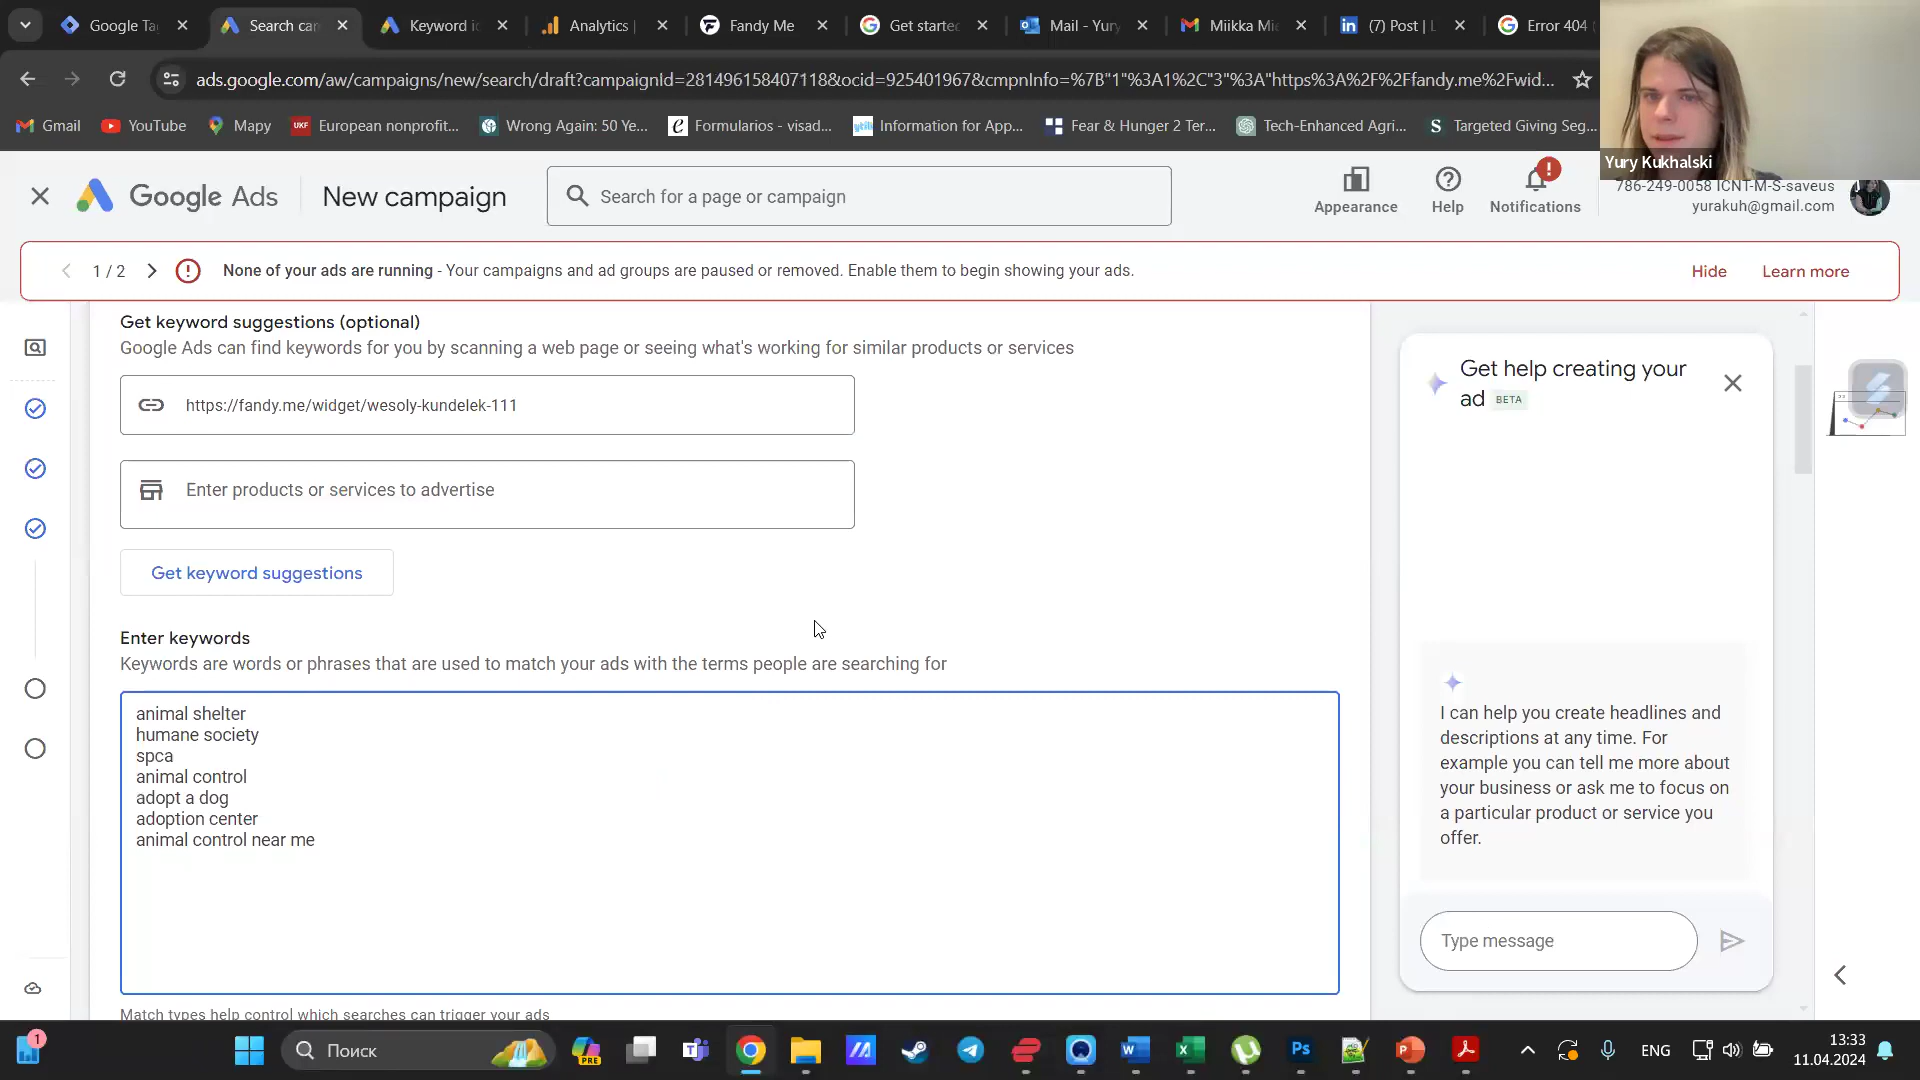 Google Ta
Search can
Keyword i
Analytics |
Fandy Me
Get starte
Mail - Yury
Miikka Mi
(7) Post | L
Error 404
ads.google.com/aw/campaigns/new/search/draft?campaignId=281496158407118&ocid=925401967&cmpnInfo=%7B"1"%3A1%2C"3"%3A"https%3A%2F%2Ffandy.me%2Fwid...
Gmail
YouTube
Mapy
UKF
European nonprofit...
Wrong Again: 50 Ye...
Formularios - visad...
Information for App...
Fear & Hunger 2 Ter...
Tech-Enhanced Agri...
Targeted Giving Seg...
Yury Kukhalski
Google Ads
New campaign
Search for a page or campaign
Appearance
Help
Notifications
786-249-0058 ICNT-M-S-saveus
yurakuh@gmail.com
1 / 2
None of your ads are running - Your campaigns and ad groups are paused or removed. Enable them to begin showing your ads.
Hide
Learn more
Get keyword suggestions (optional)
Google Ads can find keywords for you by scanning a web page or seeing what's working for similar products or services
https://fandy.me/widget/wesoly-kundelek-111
Enter products or services to advertise
Get keyword suggestions
Enter keywords
Keywords are words or phrases that are used to match your ads with the terms people are searching for
animal shelter
humane society
spca
animal control
adopt a dog
adoption center
animal control near me
Match types help control which searches can trigger your ads
Get help creating your
ad BETA
I can help you create headlines and
descriptions at any time. For
example you can tell me more about
your business or ask me to focus on
a particular product or service you
offer.
Type message
1
Поиск
PRE
ENG
13:33
11.04.2024